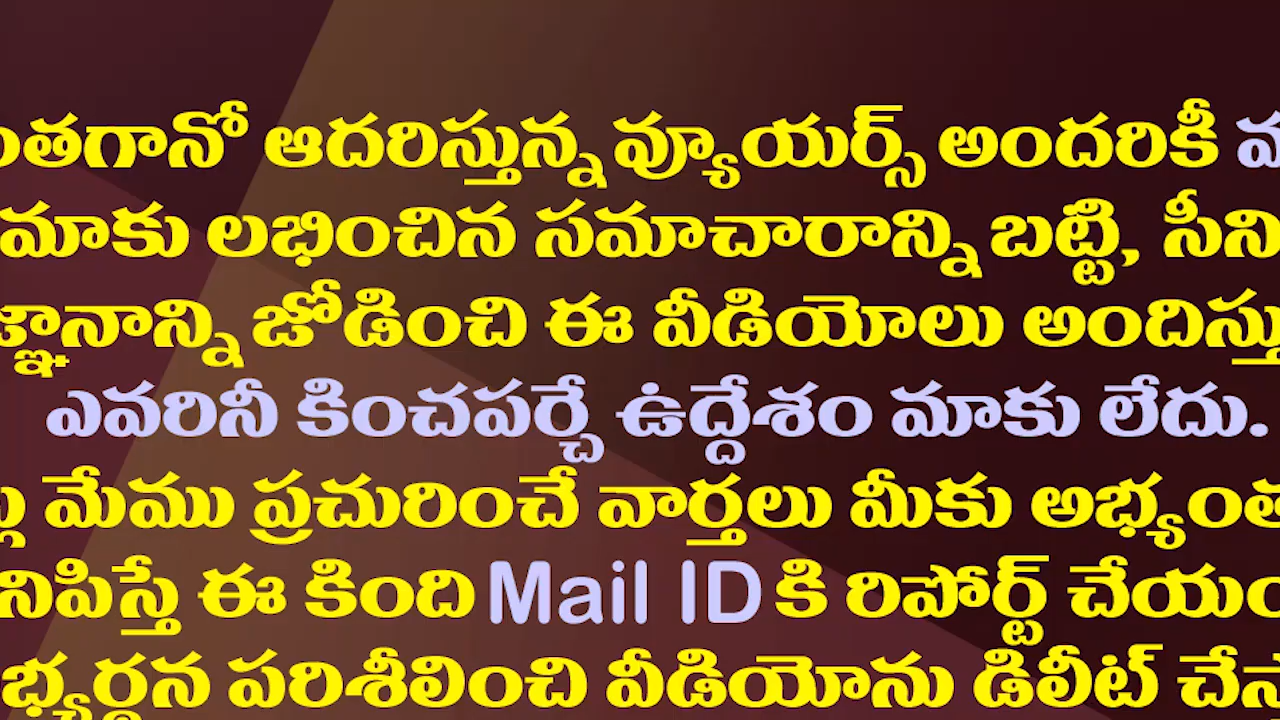 ంతగానో ఆదరిస్తున్న వ్యూయర్స్ అందరికీ
మాకు లభించిన సమాచారాన్ని బట్టి, సీని
జ్ఞానాన్ని జోడించి ఈ వీడియోలు అందిస్తు
ఎవరినీ కించపర్చే ఉద్దేశం మాకు లేదు.
మేము ప్రచురించే వార్తలు మీకు అభ్యంత
నిపిస్తే ఈ కింది Mail ID కి రిపోర్ట్ చేయం
భ్యర్థన పరిశీలించి వీడియోను డిలీట్ చేస